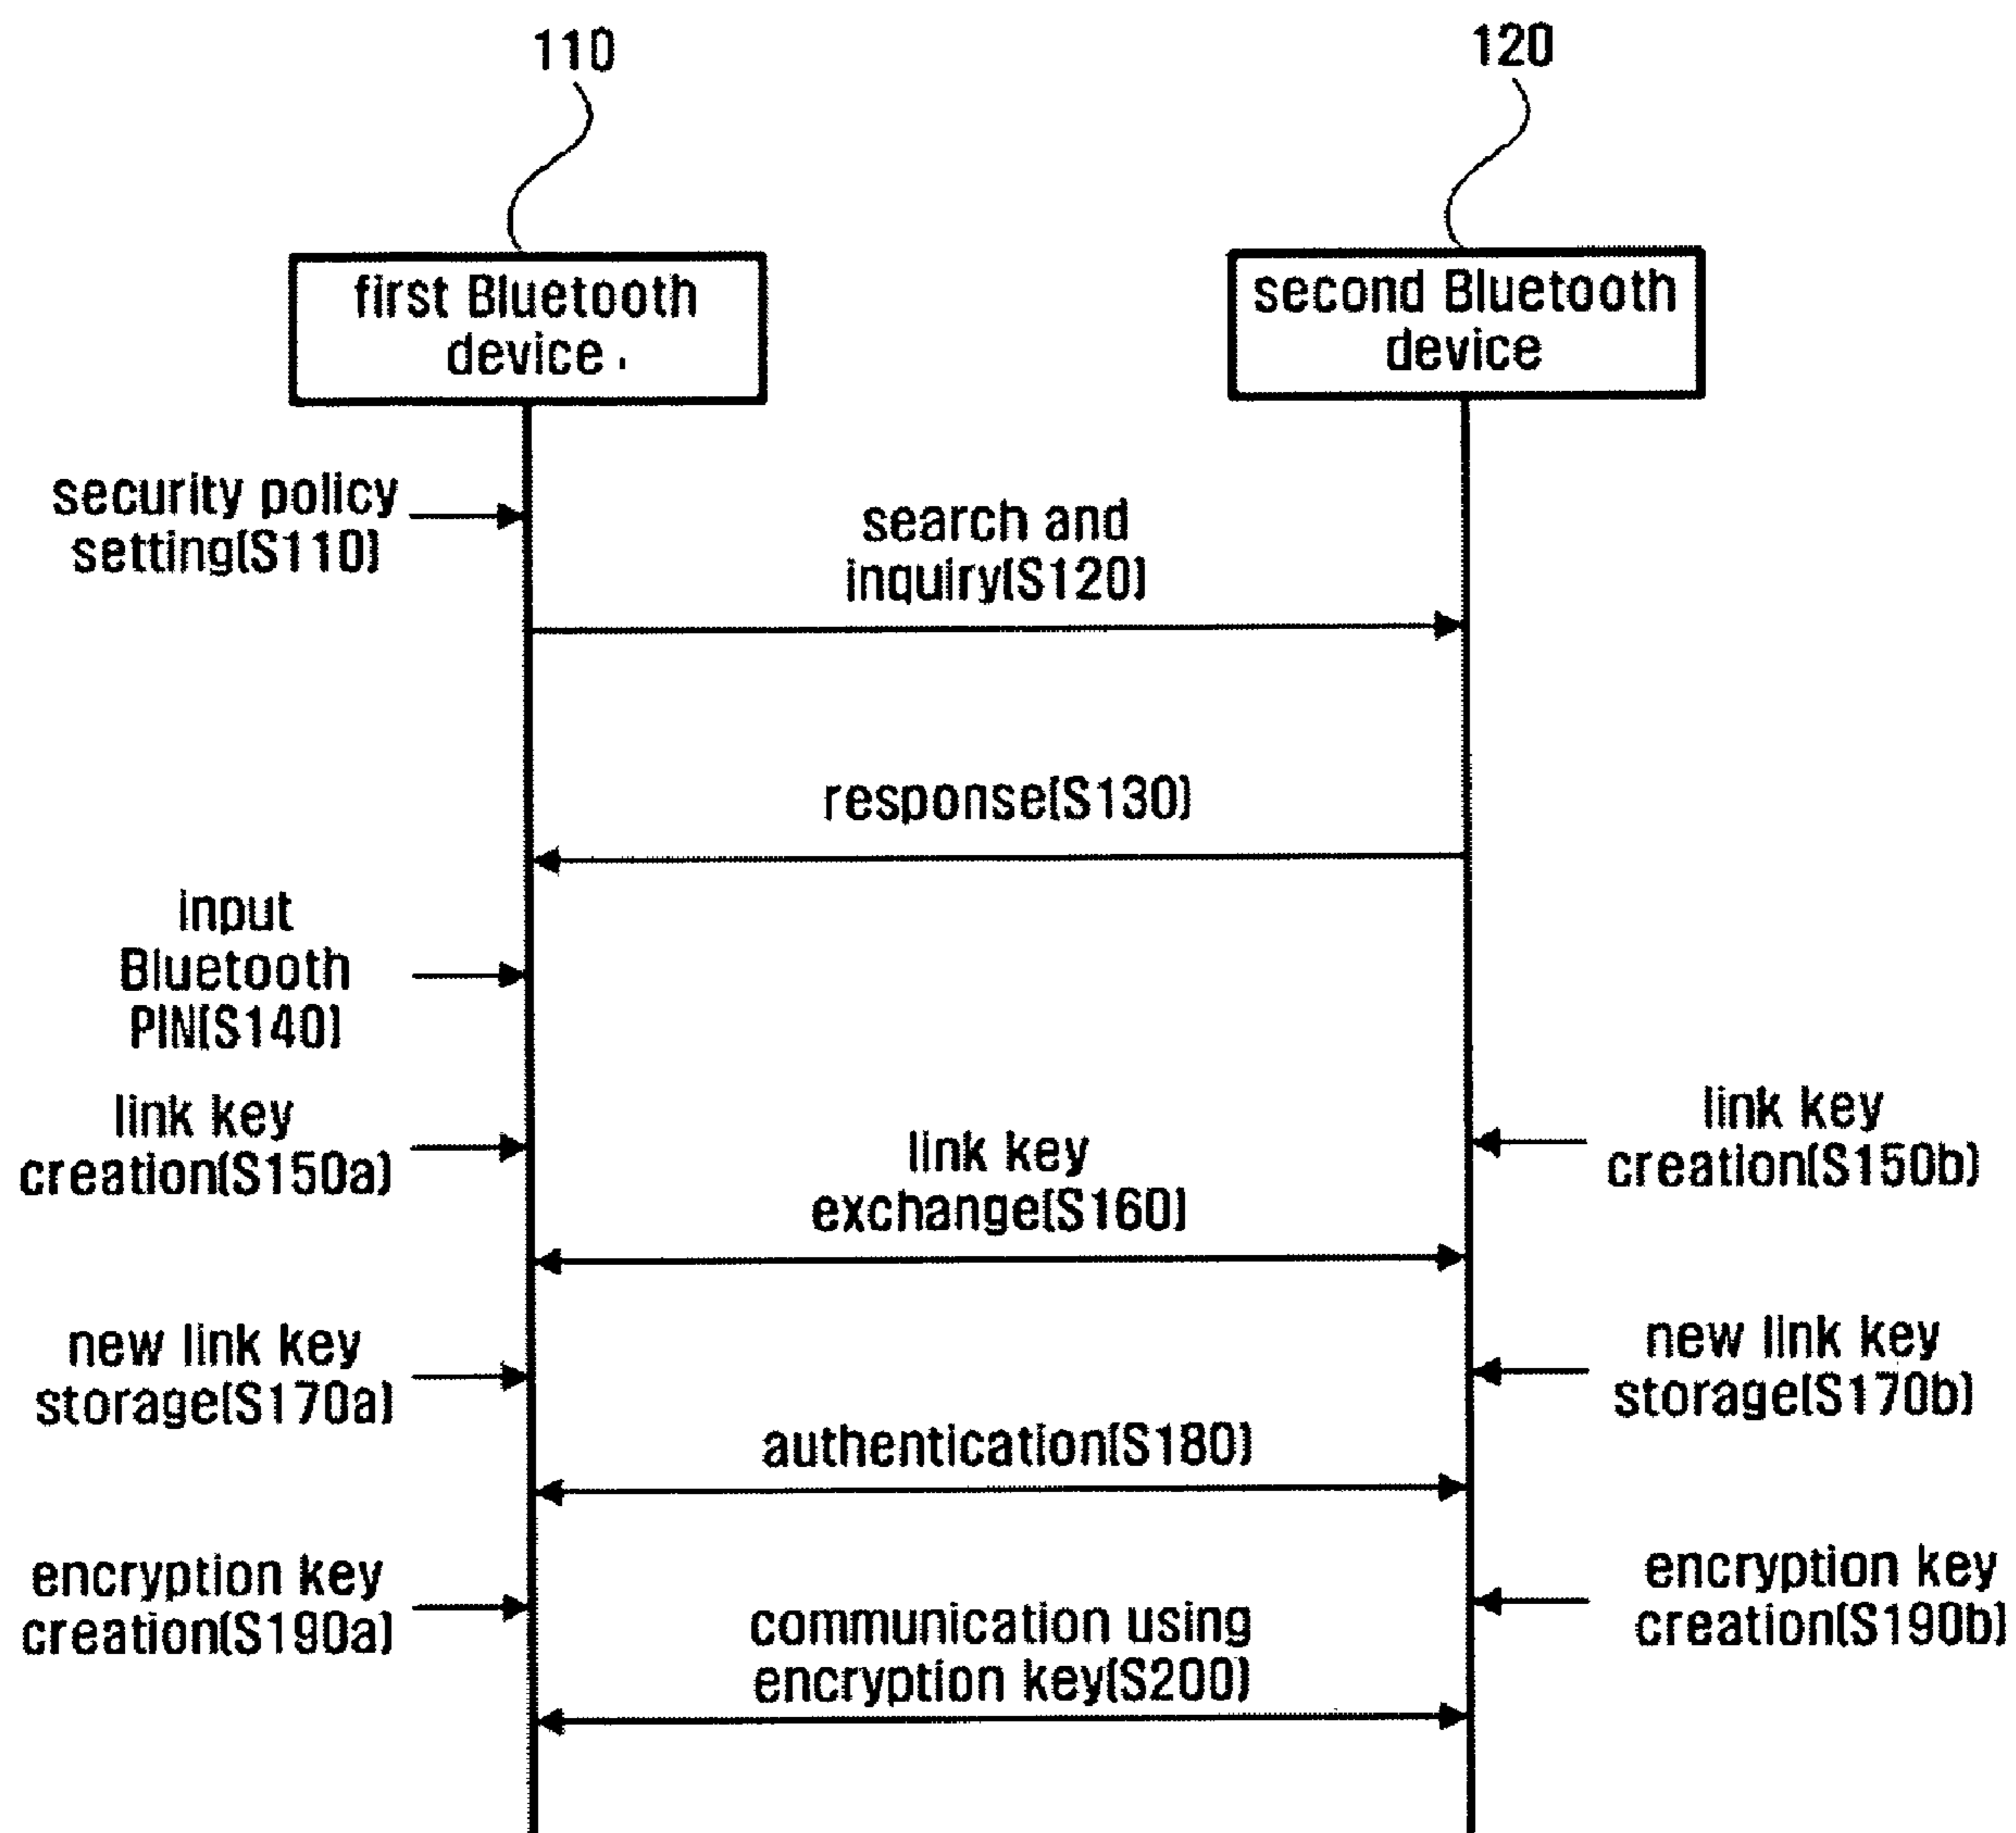 110
120
first Bluetooth
device
second Bluetooth
device
security policy
setting(S110)
search and
inquiry(S120)
response(S130)
input
Bluetooth
PIN(S140)
link key
creation(S150a)
link key
creation(S150b)
link key
exchange(S160)
new link key
storage(S170a)
new link key
storage(S170b)
authentication(S180)
encryption key
creation(S190a)
encryption key
creation(S190b)
communication using
encryption key(S200)